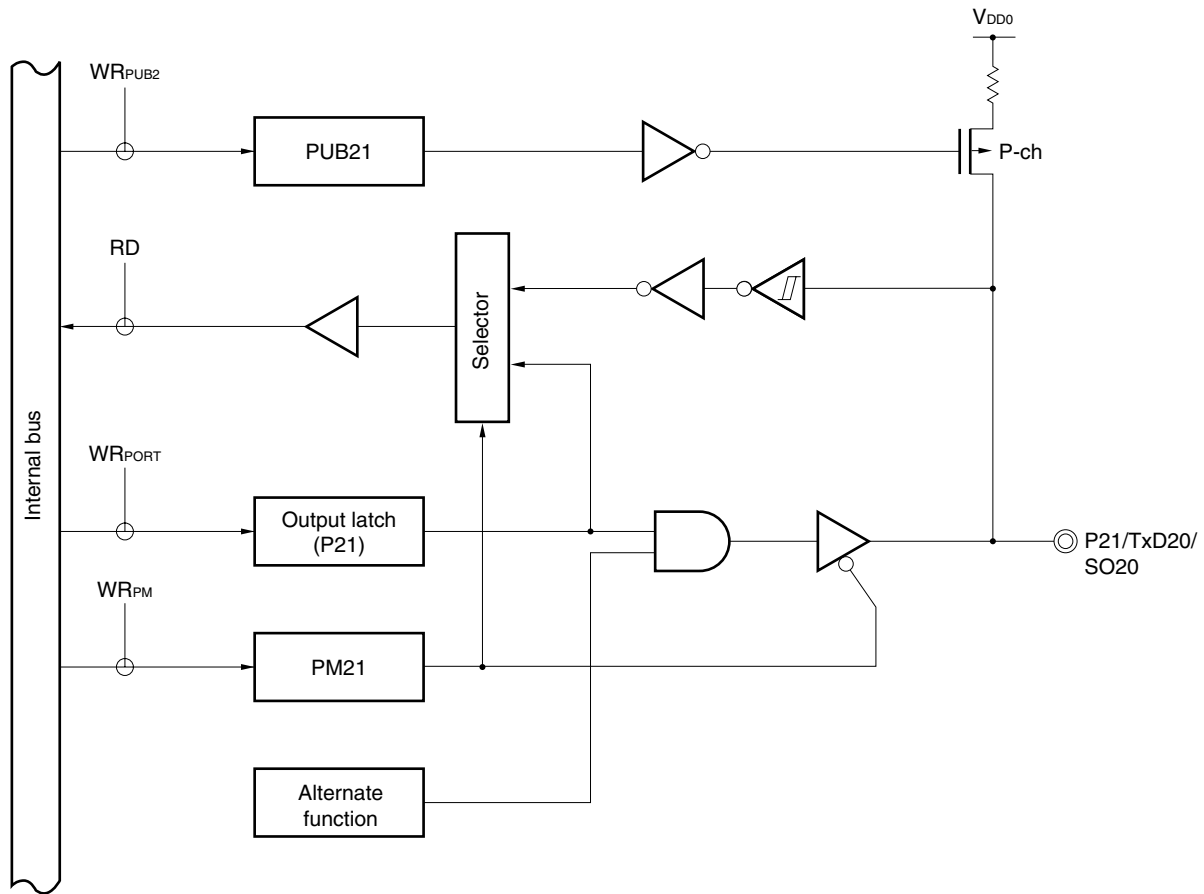 VDD0
WRPUB2
PUB21
P-ch
RD
Selector
Internal bus
WRPORT
Output latch
(P21)
P21/TxD20/
SO20
WRPM
PM21
Alternate
function